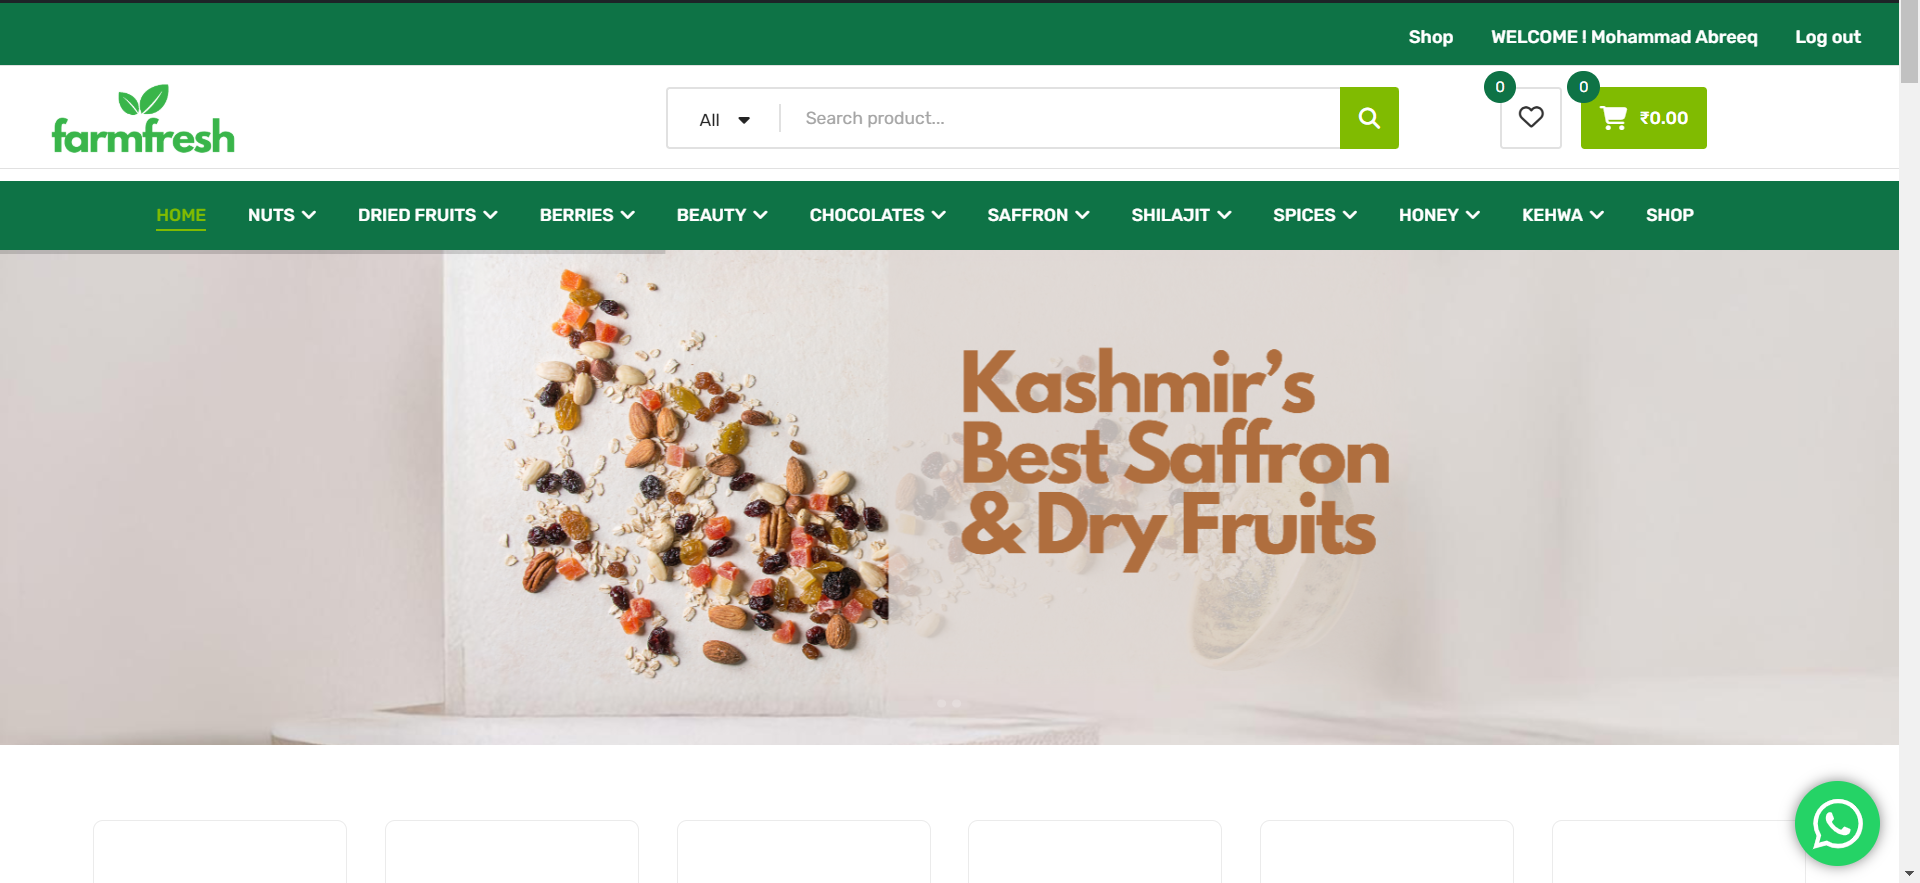 Shop WELCOME ! Mohammad Abreeq Log out
farmfresh
All Search product... 0 0 ₹0.00
HOME NUTS DRIED FRUITS BERRIES BEAUTY CHOCOLATES SAFFRON SHILAJIT SPICES HONEY KEHWA SHOP
Kashmir's
Best Saffron
& Dry Fruits